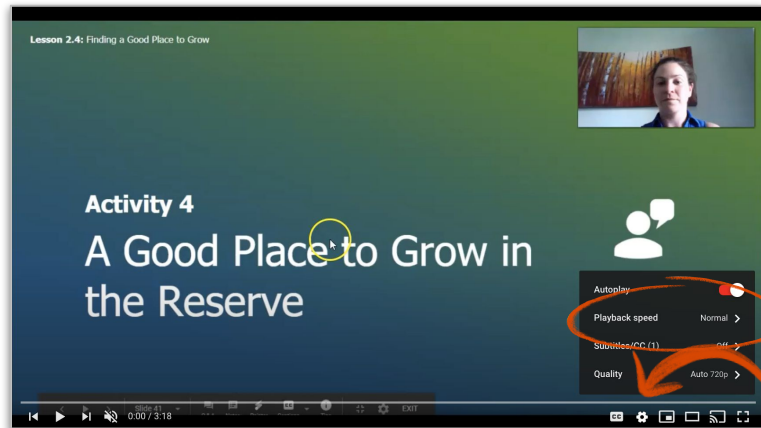 Lesson 2.4: Finding a Good Place to Grow
Activity 4
A Good Place to Grow in
the Reserve
Autoplay
Playback speed Normal
Subtitles/CC (1) Off
Quality Auto 720p
Slide 41 EXIT
0:00 / 3:18 CC